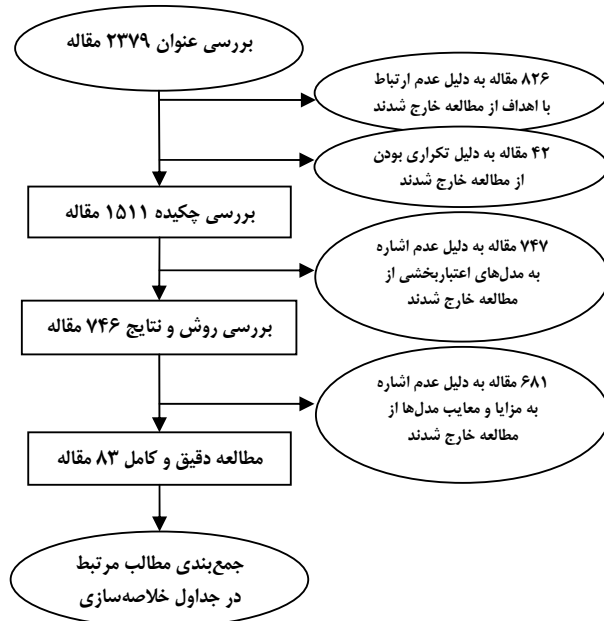 بررسی عنوان ۲۳۷۹ مقاله
۸۲۶ مقاله به دلیل عدم ارتباط
با اهداف از مطالعه خارج شدند
۴۲ مقاله به دلیل تکراری بودن
از مطالعه خارج شدند
بررسی چکیده ۱۵۱۱ مقاله
۷۴۷ مقاله به دلیل عدم اشاره
به مدل‌های اعتباربخشی از
مطالعه خارج شدند
بررسی روش و نتایج ۷۴۶ مقاله
۶۸۱ مقاله به دلیل عدم اشاره
به مزایا و معایب مدل‌ها از
مطالعه خارج شدند
مطالعه دقیق و کامل ۸۳ مقاله
جمع‌بندی مطالب مرتبط
در جداول خلاصه‌سازی